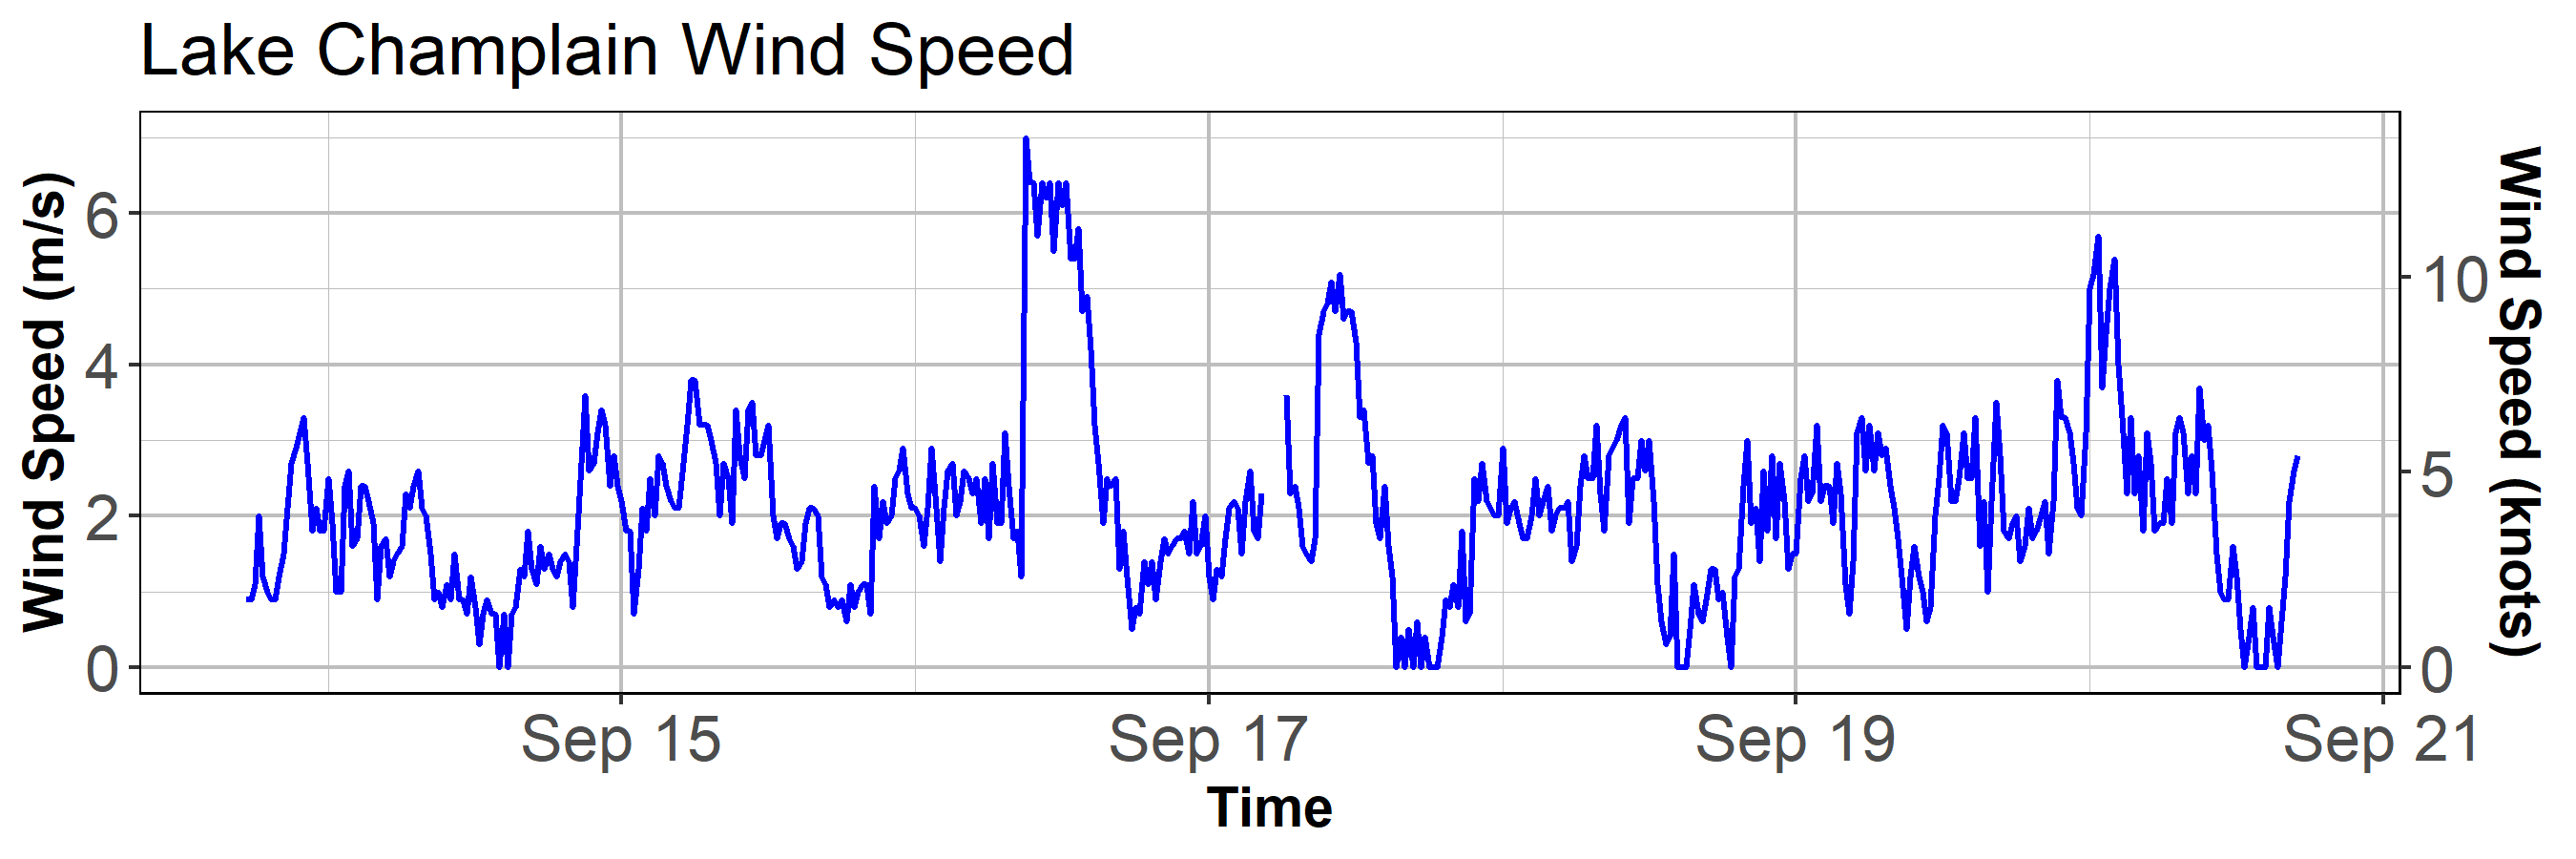 Lake Champlain Wind Speed
Wind Speed (m/s)
6
4
2
0
Wind Speed (knots)
10
5
0
Sep 15
Sep 17
Sep 19
Sep 21
Time